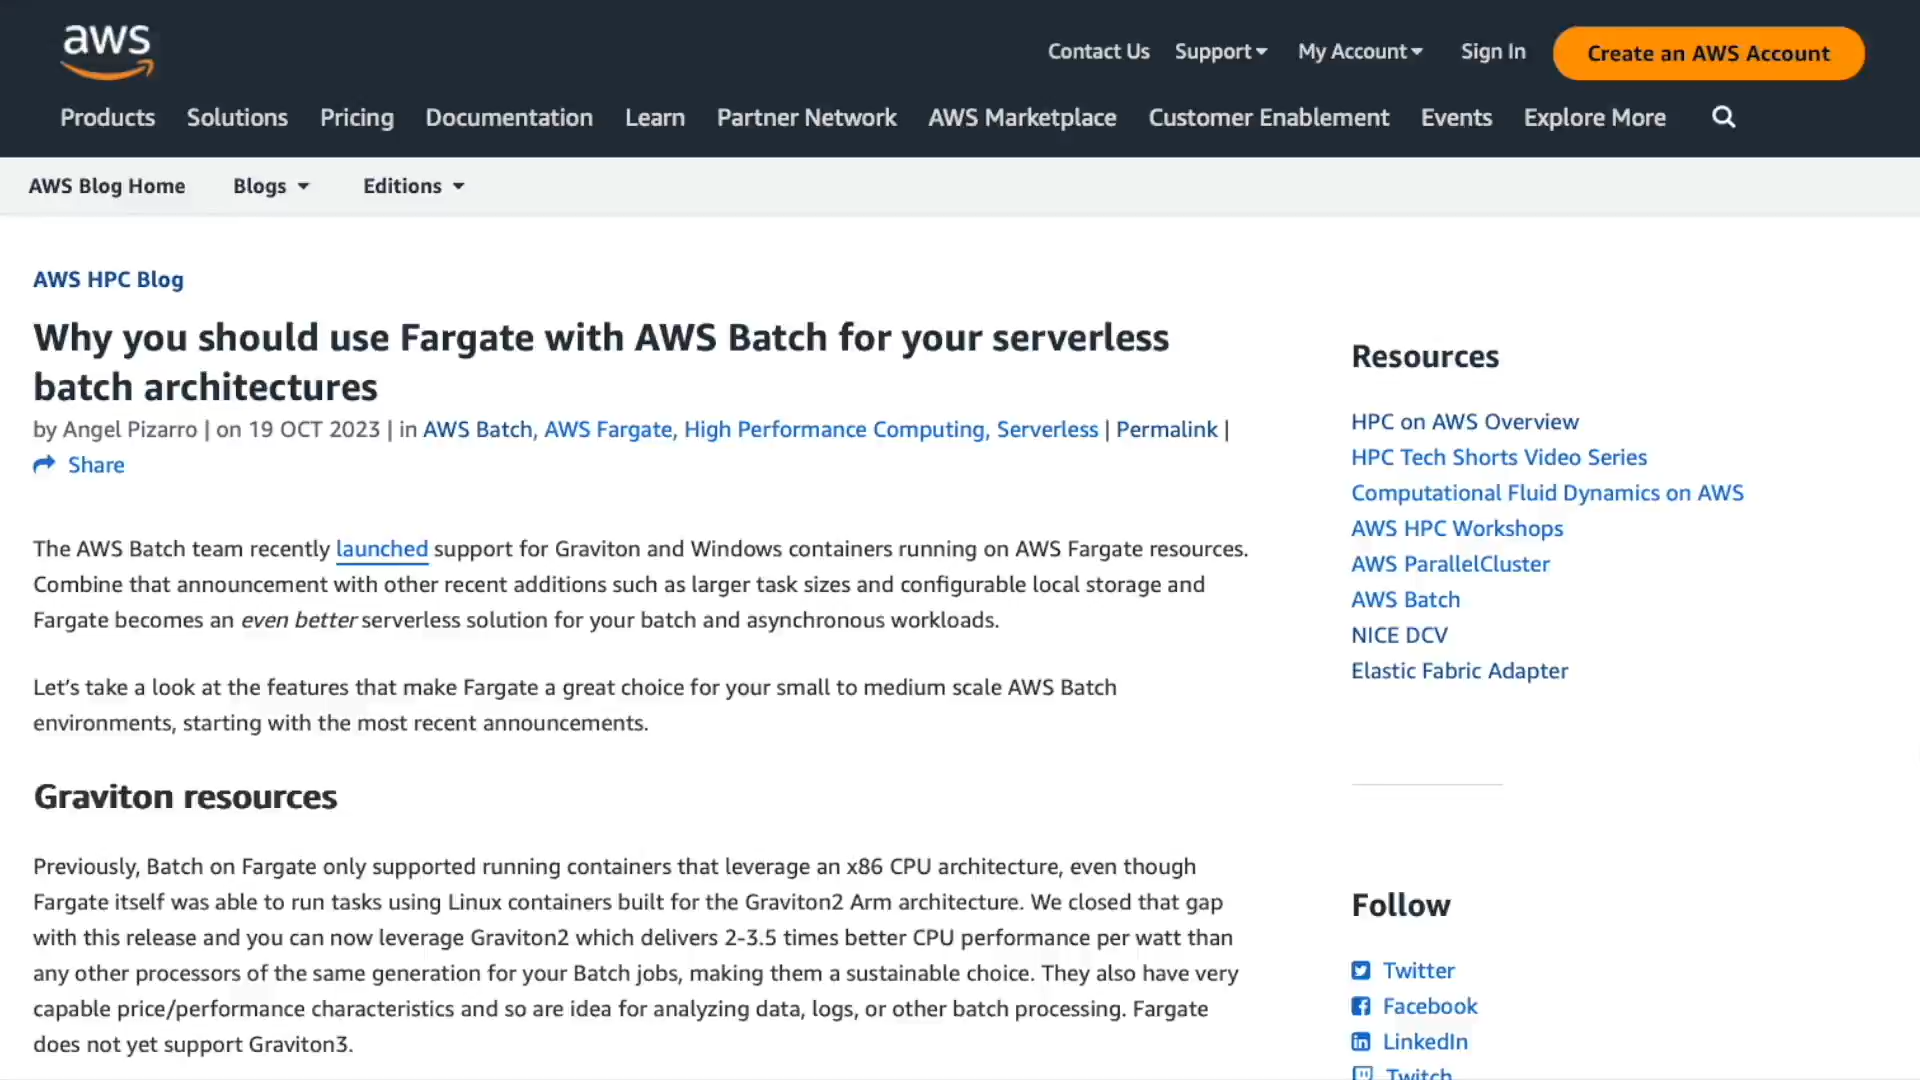 aws
Contact Us Support My Account Sign In Create an AWS Account
Products Solutions Pricing Documentation Learn Partner Network AWS Marketplace Customer Enablement Events Explore More
AWS Blog Home Blogs Editions
AWS HPC Blog
Why you should use Fargate with AWS Batch for your serverless
batch architectures
by Angel Pizarro | on 19 OCT 2023 | in AWS Batch, AWS Fargate, High Performance Computing, Serverless | Permalink |
Share
The AWS Batch team recently launched support for Graviton and Windows containers running on AWS Fargate resources.
Combine that announcement with other recent additions such as larger task sizes and configurable local storage and
Fargate becomes an even better serverless solution for your batch and asynchronous workloads.
Let’s take a look at the features that make Fargate a great choice for your small to medium scale AWS Batch
environments, starting with the most recent announcements.
Graviton resources
Previously, Batch on Fargate only supported running containers that leverage an x86 CPU architecture, even though
Fargate itself was able to run tasks using Linux containers built for the Graviton2 Arm architecture. We closed that gap
with this release and you can now leverage Graviton2 which delivers 2-3.5 times better CPU performance per watt than
any other processors of the same generation for your Batch jobs, making them a sustainable choice. They also have very
capable price/performance characteristics and so are idea for analyzing data, logs, or other batch processing. Fargate
does not yet support Graviton3.
Resources
HPC on AWS Overview
HPC Tech Shorts Video Series
Computational Fluid Dynamics on AWS
AWS HPC Workshops
AWS ParallelCluster
AWS Batch
NICE DCV
Elastic Fabric Adapter
Follow
Twitter
Facebook
LinkedIn
Twitch